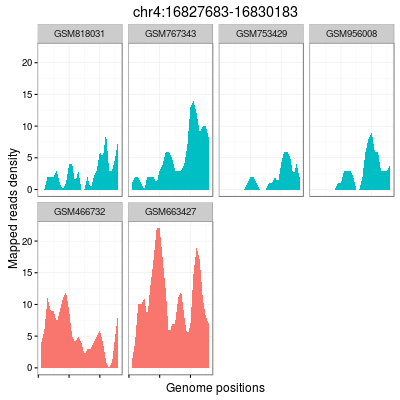 chr4:16827683-16830183
GSM818031 GSM767343 GSM753429 GSM956008
20
15
10
5
0
GSM466732 GSM663427
20
15
10
5
0
Mapped reads density
Genome positions